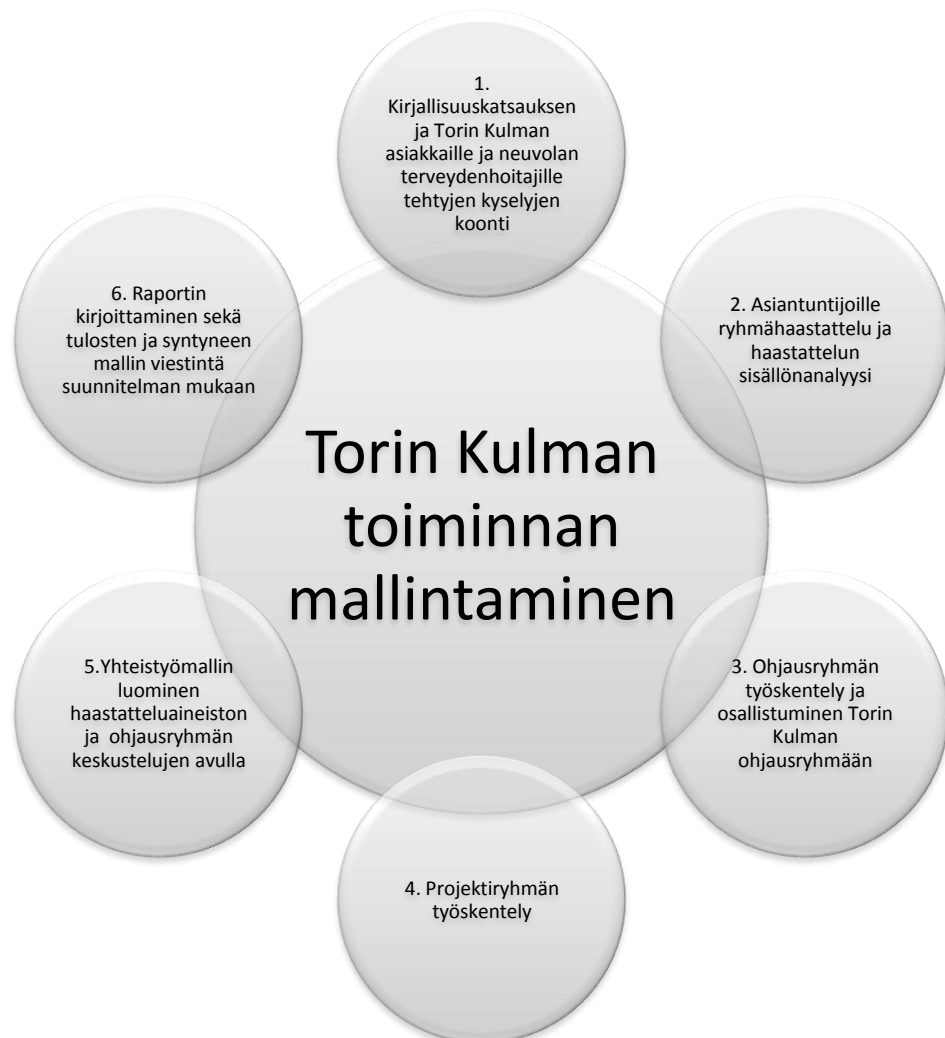 1.
Kirjallisuuskatsauksen
ja Torin Kulman
asiakkaille ja neuvolan
terveydenhoitajille
tehtyjen kyselyjen
koonti
2. Asiantuntijoille
ryhmähaastattelu ja
haastattelun
sisällönanalyysi
3. Ohjausryhmän
työskentely ja
osallistuminen Torin
Kulman
ohjausryhmään
4. Projektiryhmän
työskentely
5.Yhteistyömallin
luominen
haastatteluaineiston
ja ohjausryhmän
keskustelujen avulla
6. Raportin
kirjoittaminen sekä
tulosten ja syntyneen
mallin viestintä
suunnitelman mukaan
Torin Kulman
toiminnan
mallintaminen